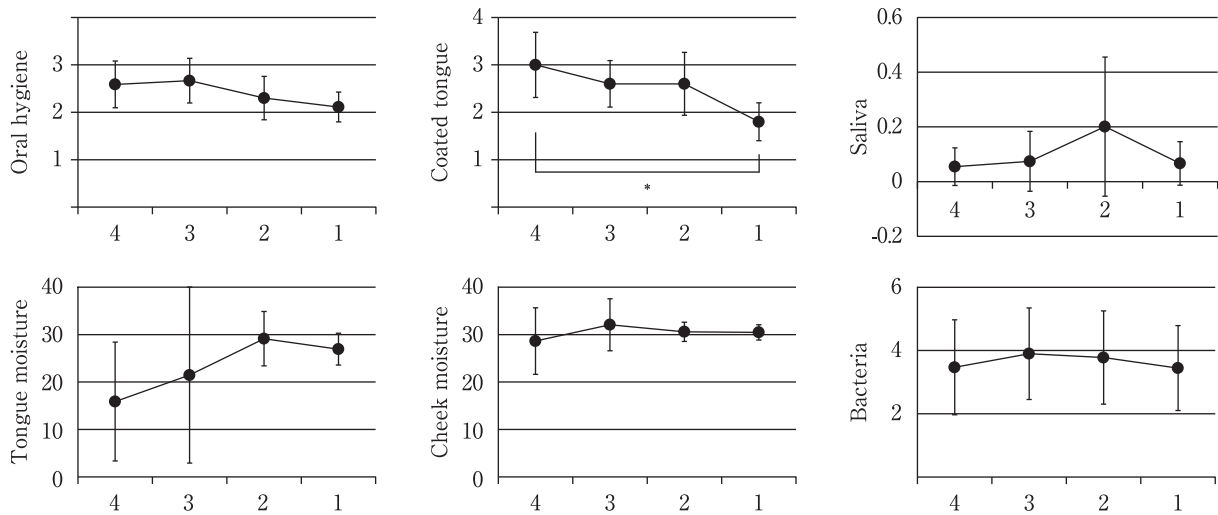 Oral hygiene
3
2
1
4 3 2 1
Coated tongue
4
3
2
1
*
4 3 2 1
Saliva
0.6
0.4
0.2
0
-0.2
4 3 2 1
Tongue moisture
40
30
20
10
0
4 3 2 1
Cheek moisture
40
30
20
10
0
4 3 2 1
Bacteria
6
4
2
4 3 2 1